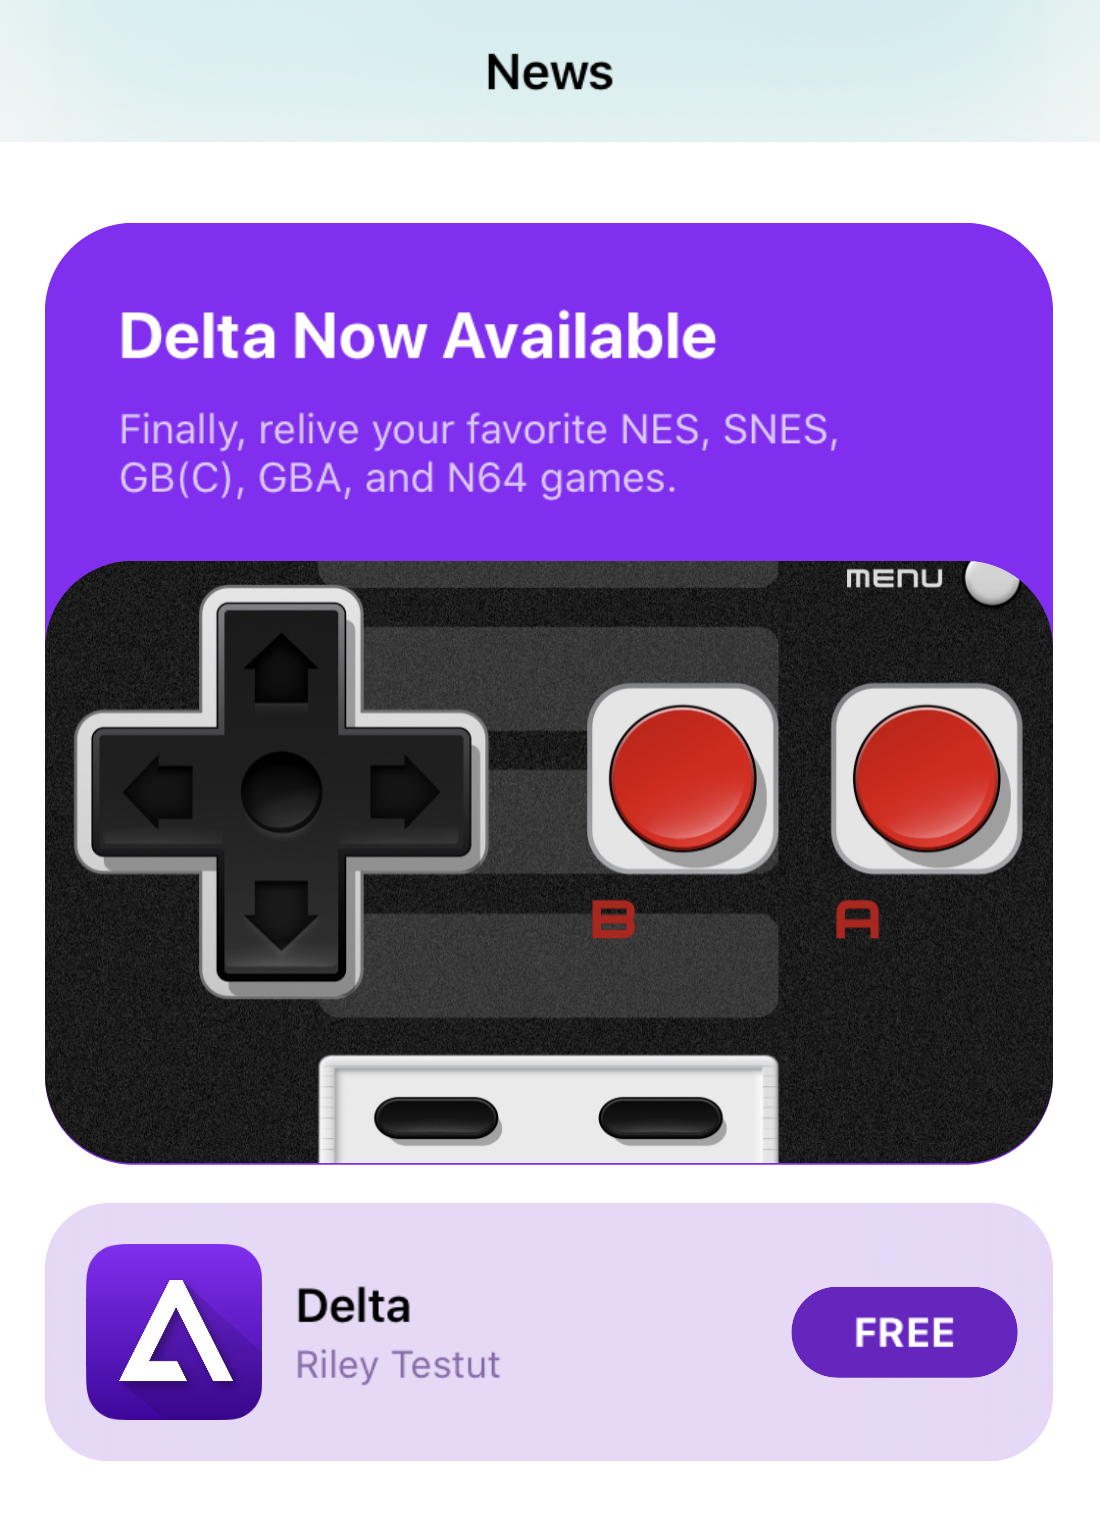 News
Delta Now Available
Finally, relive your favorite NES, SNES,
GB(C), GBA, and N64 games.
MENU
B
A
Delta
Riley Testut
FREE